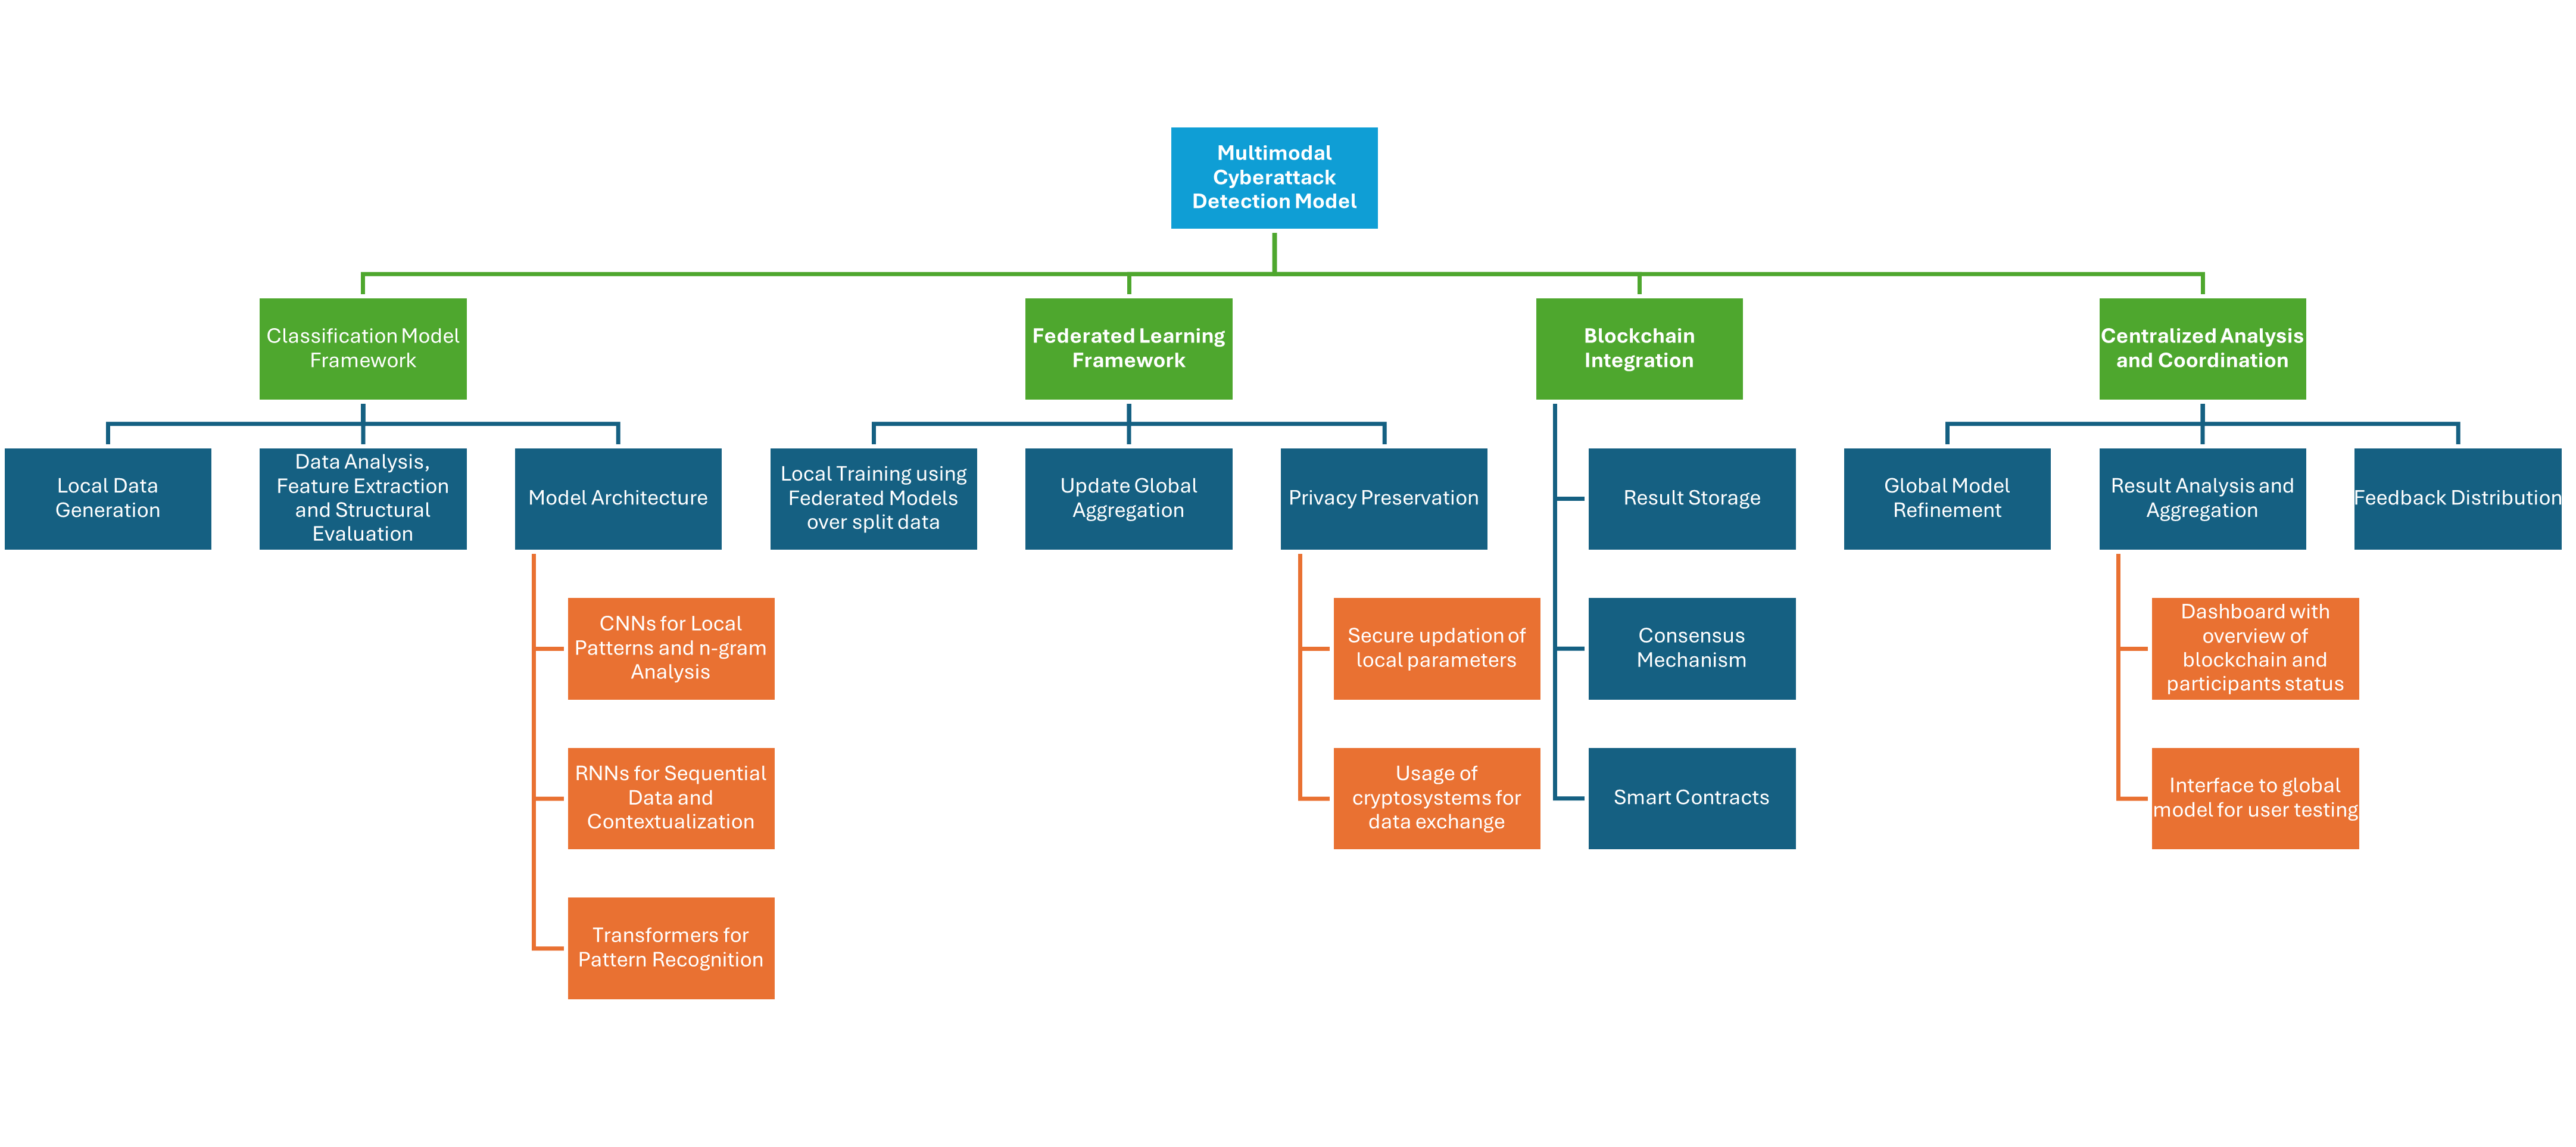 Multimodal
Cyberattack
Detection Model
Classification Model
Framework
Federated Learning
Framework
Blockchain
Integration
Centralized Analysis
and Coordination
Local Data
Generation
Data Analysis,
Feature Extraction
and Structural
Evaluation
Model Architecture
Local Training using
Federated Models
over split data
Update Global
Aggregation
Privacy Preservation
Result Storage
Global Model
Refinement
Result Analysis and
Aggregation
Feedback Distribution
CNNs for Local
Patterns and n-gram
Analysis
Secure updation of
local parameters
Consensus
Mechanism
Dashboard with
overview of
blockchain and
participants status
RNNs for Sequential
Data and
Contextualization
Usage of
cryptosystems for
data exchange
Smart Contracts
Interface to global
model for user testing
Transformers for
Pattern Recognition